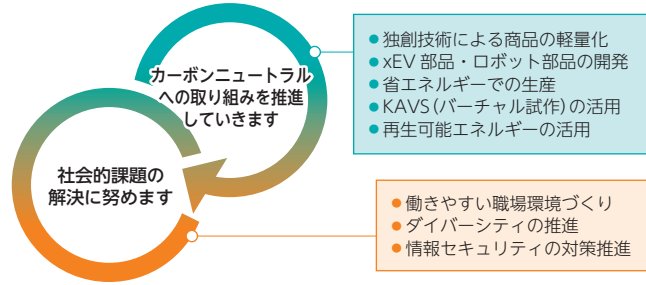 カーボンニュートラル
への取り組みを推進
していきます
●独創技術による商品の軽量化
●xEV 部品・ロボット部品の開発
●省エネルギーでの生産
●KAVS(バーチャル試作)の活用
●再生可能エネルギーの活用
社会的課題の
解決に努めます
●働きやすい職場環境づくり
●ダイバーシティの推進
●情報セキュリティの対策推進